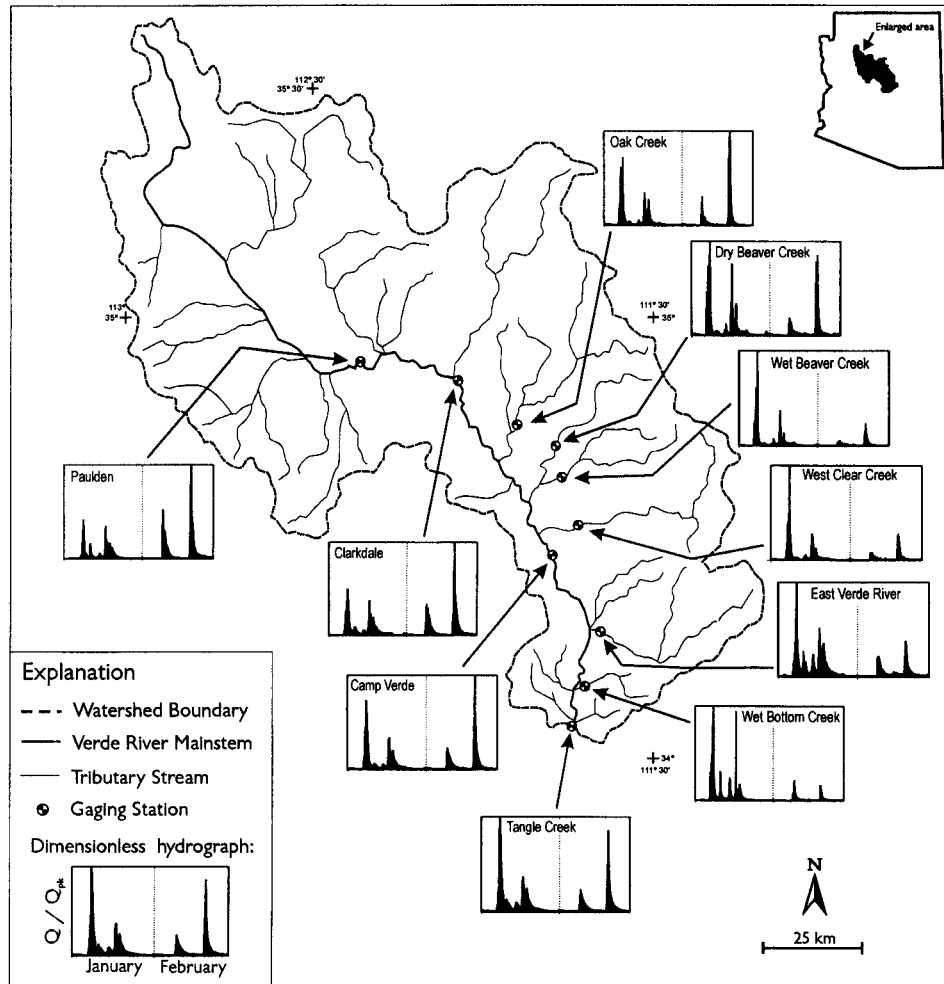 Enlarged area
112° 30'
35° 30'
Oak Creek
Dry Beaver Creek
113°
35°
111° 30'
35°
Wet Beaver Creek
Paulden
West Clear Creek
Clarkdale
East Verde River
Camp Verde
Wet Bottom Creek
34°
111° 30'
Tangle Creek
Explanation
Watershed Boundary
Verde River Mainstem
Tributary Stream
Gaging Station
Dimensionless hydrograph:
Q / Qpk
January February
N
25 km